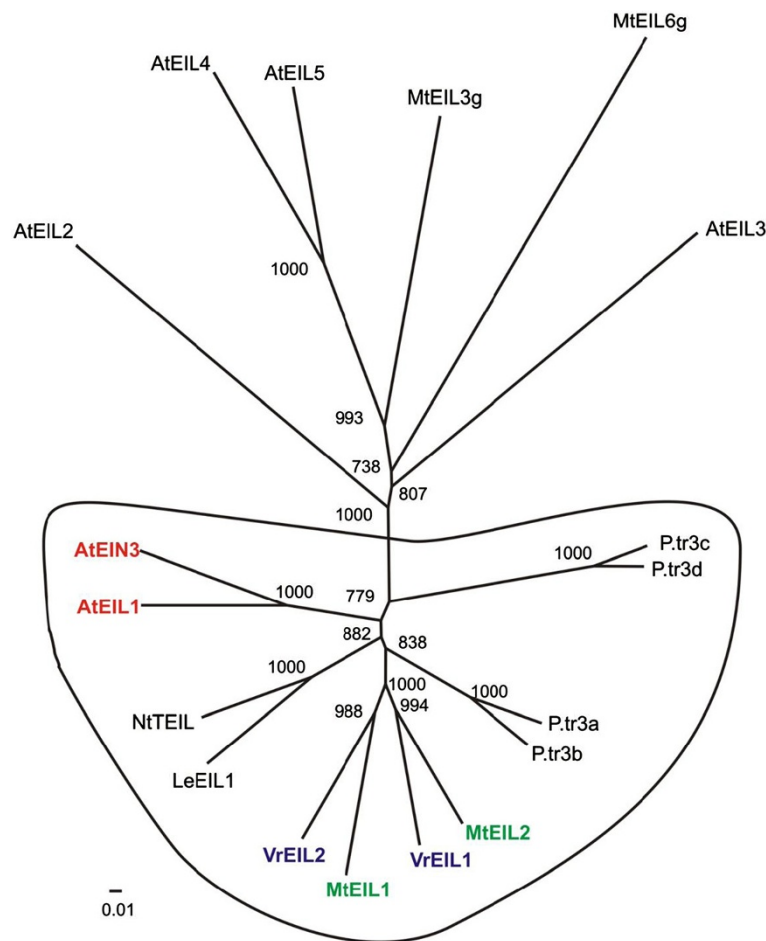 MtEIL6g
AtEIL4
AtEIL5
MtEIL3g
AtEIL2
AtEIL3
1000
993
738
807
1000
AtEIN3
1000
P.tr3c
P.tr3d
1000
779
AtEIL1
882
838
1000
1000
1000
994
988
NtTEIL
P.tr3a
P.tr3b
LeEIL1
MtEIL2
VrEIL2
VrEIL1
MtEIL1
0.01